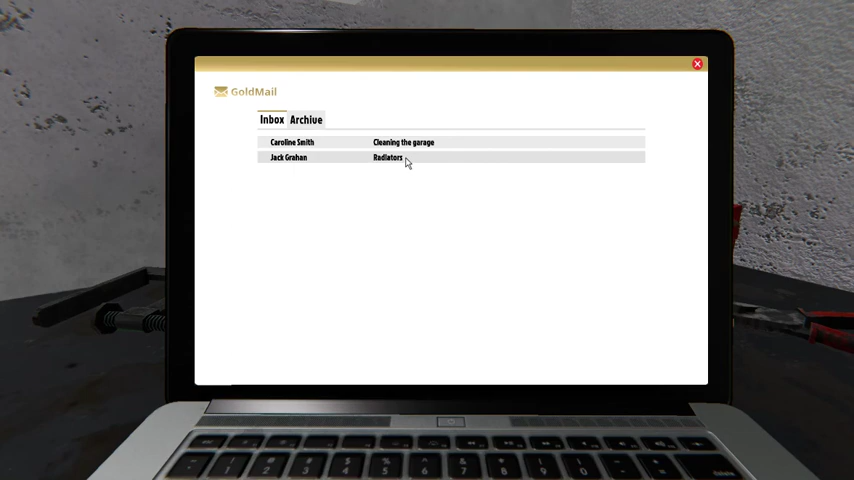 GoldMail
Inbox Archive
Caroline Smith Cleaning the garage
Jack Grahan Radiators